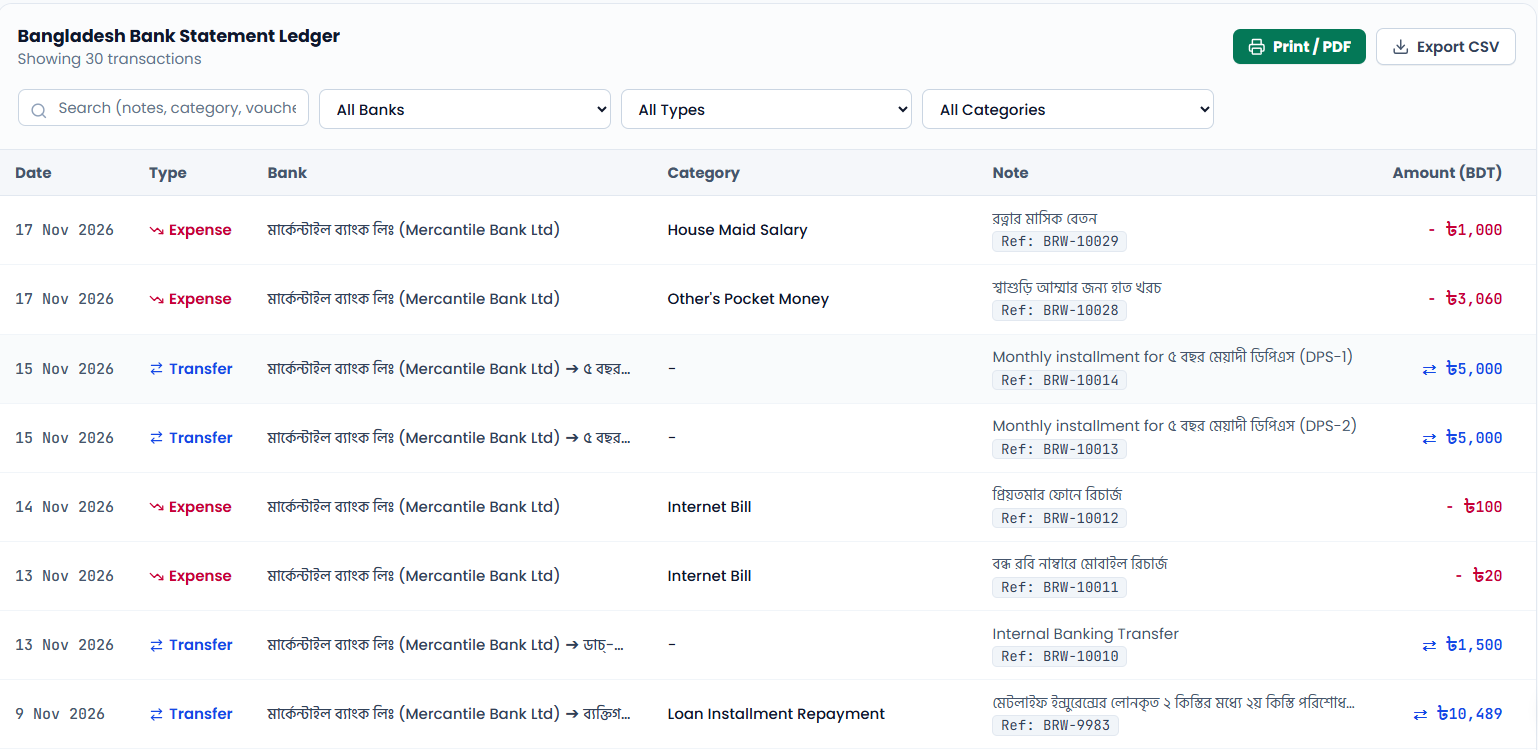 Bangladesh Bank Statement Ledger
Showing 30 transactions
Print / PDF
Export CSV
Search (notes, category, vouche
All Banks
All Types
All Categories
Date Type Bank Category Note Amount (BDT)
17 Nov 2026 Expense মার্কেন্টাইল ব্যাংক লিঃ (Mercantile Bank Ltd) House Maid Salary রত্নার মাসিক বেতন - ৳1,000
Ref: BRW-10029
17 Nov 2026 Expense মার্কেন্টাইল ব্যাংক লিঃ (Mercantile Bank Ltd) Other's Pocket Money শ্বাশুড়ি আম্মার জন্য হাত খরচ - ৳3,060
Ref: BRW-10028
15 Nov 2026 Transfer মার্কেন্টাইল ব্যাংক লিঃ (Mercantile Bank Ltd) → ৫ বছর... - Monthly installment for ৫ বছর মেয়াদী ডিপিএস (DPS-1) ⇄ ৳5,000
Ref: BRW-10014
15 Nov 2026 Transfer মার্কেন্টাইল ব্যাংক লিঃ (Mercantile Bank Ltd) → ৫ বছর... - Monthly installment for ৫ বছর মেয়াদী ডিপিএস (DPS-2) ⇄ ৳5,000
Ref: BRW-10013
14 Nov 2026 Expense মার্কেন্টাইল ব্যাংক লিঃ (Mercantile Bank Ltd) Internet Bill প্রিয়তমার ফোনে রিচার্জ - ৳100
Ref: BRW-10012
13 Nov 2026 Expense মার্কেন্টাইল ব্যাংক লিঃ (Mercantile Bank Ltd) Internet Bill বন্ধ রবি নাম্বারে মোবাইল রিচার্জ - ৳20
Ref: BRW-10011
13 Nov 2026 Transfer মার্কেন্টাইল ব্যাংক লিঃ (Mercantile Bank Ltd) → ডাচ্-... - Internal Banking Transfer ⇄ ৳1,500
Ref: BRW-10010
9 Nov 2026 Transfer মার্কেন্টাইল ব্যাংক লিঃ (Mercantile Bank Ltd) → ব্যক্তিগ... Loan Installment Repayment মেটলাইফ ইন্সুরেন্সের লোনকৃত ২ কিস্তির মধ্যে ২য় কিস্তি পরিশোধ... ⇄ ৳10,489
Ref: BRW-9983